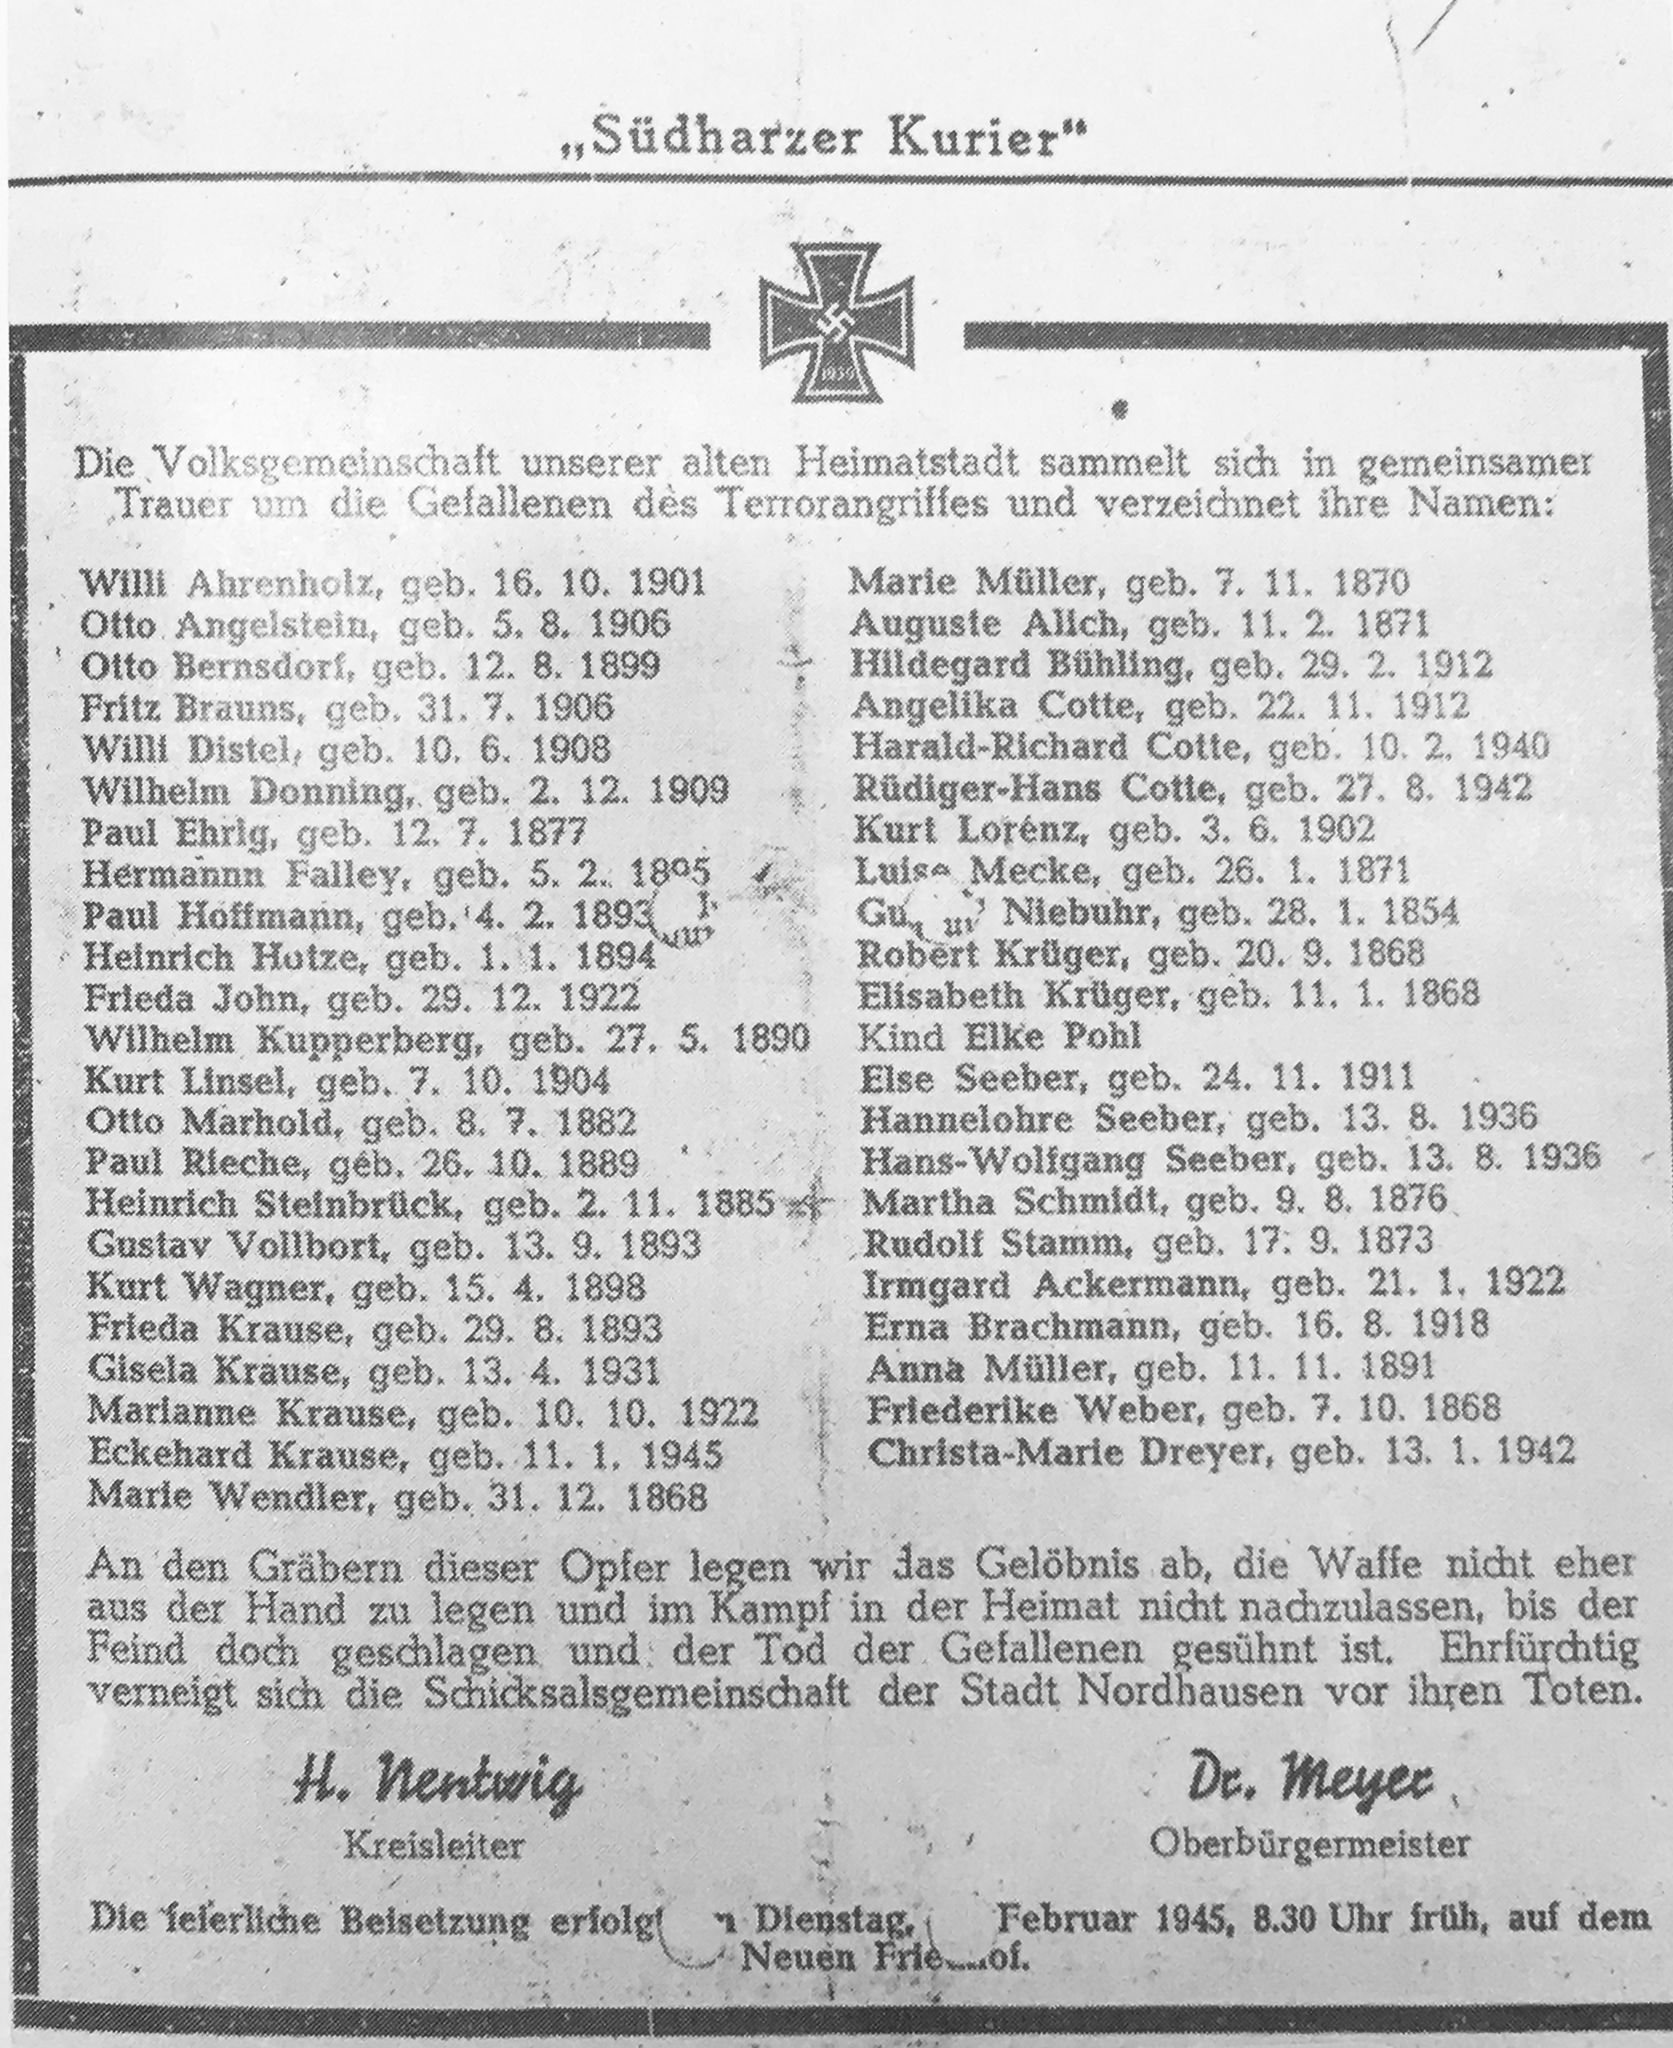 „Südharzer Kurier“
1939
Die Volksgemeinschaft unserer alten Heimatstadt sammelt sich in gemeinsamer
Trauer um die Gefallenen des Terrorangriffes und verzeichnet ihre Namen:
Willi Ahrenholz, geb. 16. 10. 1901
Otto Angelstein, geb. 5. 8. 1906
Otto Bernsdorf, geb. 12. 8. 1899
Fritz Brauns, geb. 31. 7. 1906
Willi Distel, geb. 10. 6. 1908
Wilhelm Donning, geb. 2. 12. 1909
Paul Ehrig, geb. 12. 7. 1877
Hermannn Falley, geb. 5. 2.
Paul Hoffmann, geb. 4. 2. 1893
Heinrich Hotze, geb. 1. 1. 1894
Frieda John, geb. 29. 12. 1922
Wilhelm Kupperberg, geb. 27. 5. 1890
Kurt Linsel, geb. 7. 10. 1904
Otto Marhold, geb. 8. 7. 1882
Paul Rieche, geb. 26. 10. 1889
Heinrich Steinbrück, geb. 2. 11. 1885
Gustav Vollbort, geb. 13. 9. 1893
Kurt Wagner, geb. 15. 4. 1898
Frieda Krause, geb. 29. 8. 1893
Gisela Krause, geb. 13. 4. 1931
Marianne Krause, geb. 10. 10. 1922
Eckehard Krause, geb. 11. 1. 1945
Marie Wendler, geb. 31. 12. 1868
Marie Müller, geb. 7. 11. 1870
Auguste Alich, geb. 11. 2. 1871
Hildegard Bühling, geb. 29. 2. 1912
Angelika Cotte, geb. 22. 11. 1912
Harald-Richard Cotte, geb. 10. 2. 1940
Rüdiger-Hans Cotte, geb. 27. 8. 1942
Kurt Lorenz, geb. 3. 6. 1902
Luise Mecke, geb. 26. 1. 1871
Niebuhr, geb. 28. 1. 1854
Robert Krüger, geb. 20. 9. 1868
Elisabeth Krüger, geb. 11. 1. 1868
Kind Elke Pohl
Else Seeber, geb. 24. 11. 1911
Hannelohre Seeber, geb. 13. 8. 1936
Hans-Wolfgang Seeber, geb. 13. 8. 1936
Martha Schmidt, geb. 9. 8. 1876
Rudolf Stamm, geb. 17. 9. 1873
Irmgard Ackermann, geb. 21. 1. 1922
Erna Brachmann, geb. 16. 8. 1918
Anna Müller, geb. 11. 11. 1891
Friederike Weber, geb. 7. 10. 1868
Christa-Marie Dreyer, geb. 13. 1. 1942
An den Gräbern dieser Opfer legen wir das Gelöbnis ab, die Waffe nicht eher
aus der Hand zu legen und im Kampf in der Heimat nicht nachzulassen, bis der
Feind doch geschlagen und der Tod der Gefallenen gesühnt ist. Ehrfürchtig
verneigt sich die Schicksalsgemeinschaft der Stadt Nordhausen vor ihren Toten.
H. Nentwig
Kreisleiter
Dr. Meyer
Oberbürgermeister
Die feierliche Beisetzung erfolgt Dienstag, Februar 1945, 8.30 Uhr früh, auf dem
Neuen Friedhof.